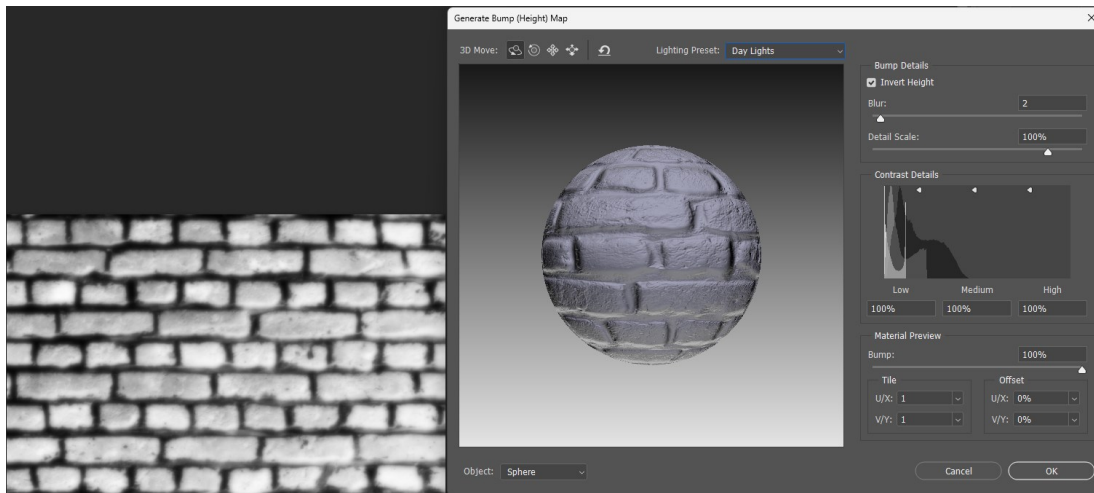 Generate Bump (Height) Map
3D Move:
Lighting Preset: Day Lights
Bump Details
Invert Height
Blur: 2
Detail Scale: 100%
Contrast Details
Low Medium High
100% 100% 100%
Material Preview
Bump: 100%
Tile Offset
U/X: 1 U/X: 0%
V/Y: 1 V/Y: 0%
Object: Sphere
Cancel OK